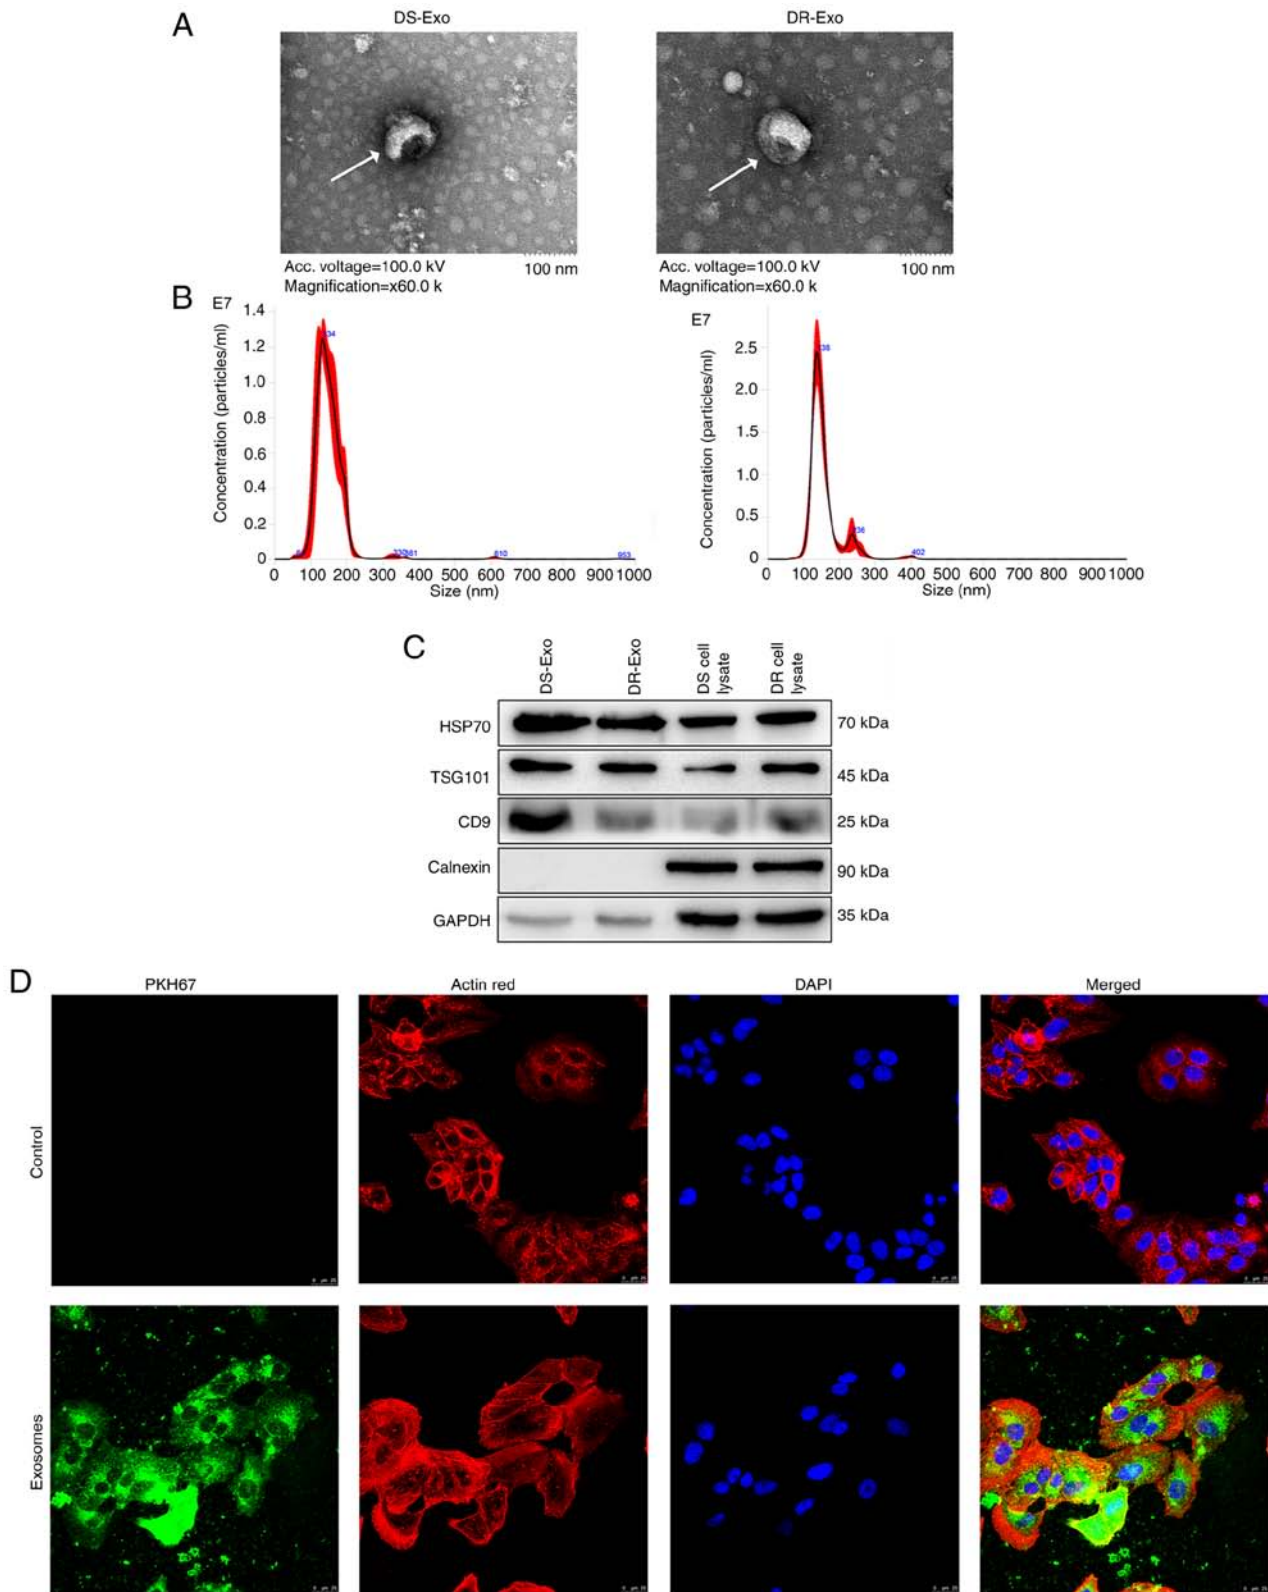 A
DS-Exo
DR-Exo
Acc. voltage=100.0 kV
Magnification=x60.0 k
100 nm
Acc. voltage=100.0 kV
Magnification=x60.0 k
100 nm
B
E7
Concentration (particles/ml)
1.4
1.2
1.0
0.8
0.6
0.4
0.2
0
610
953
0 100 200 300 400 500 600 700 800 900 1000
Size (nm)
E7
Concentration (particles/ml)
2.5
2.0
1.5
1.0
0.5
0
402
0 100 200 300 400 500 600 700 800 900 1000
Size (nm)
C
DS-Exo
DR-Exo
DS cell
lysate
DR cell
lysate
HSP70
70 kDa
TSG101
45 kDa
CD9
25 kDa
Calnexin
90 kDa
GAPDH
35 kDa
D
PKH67
Actin red
DAPI
Merged
Control
Exosomes